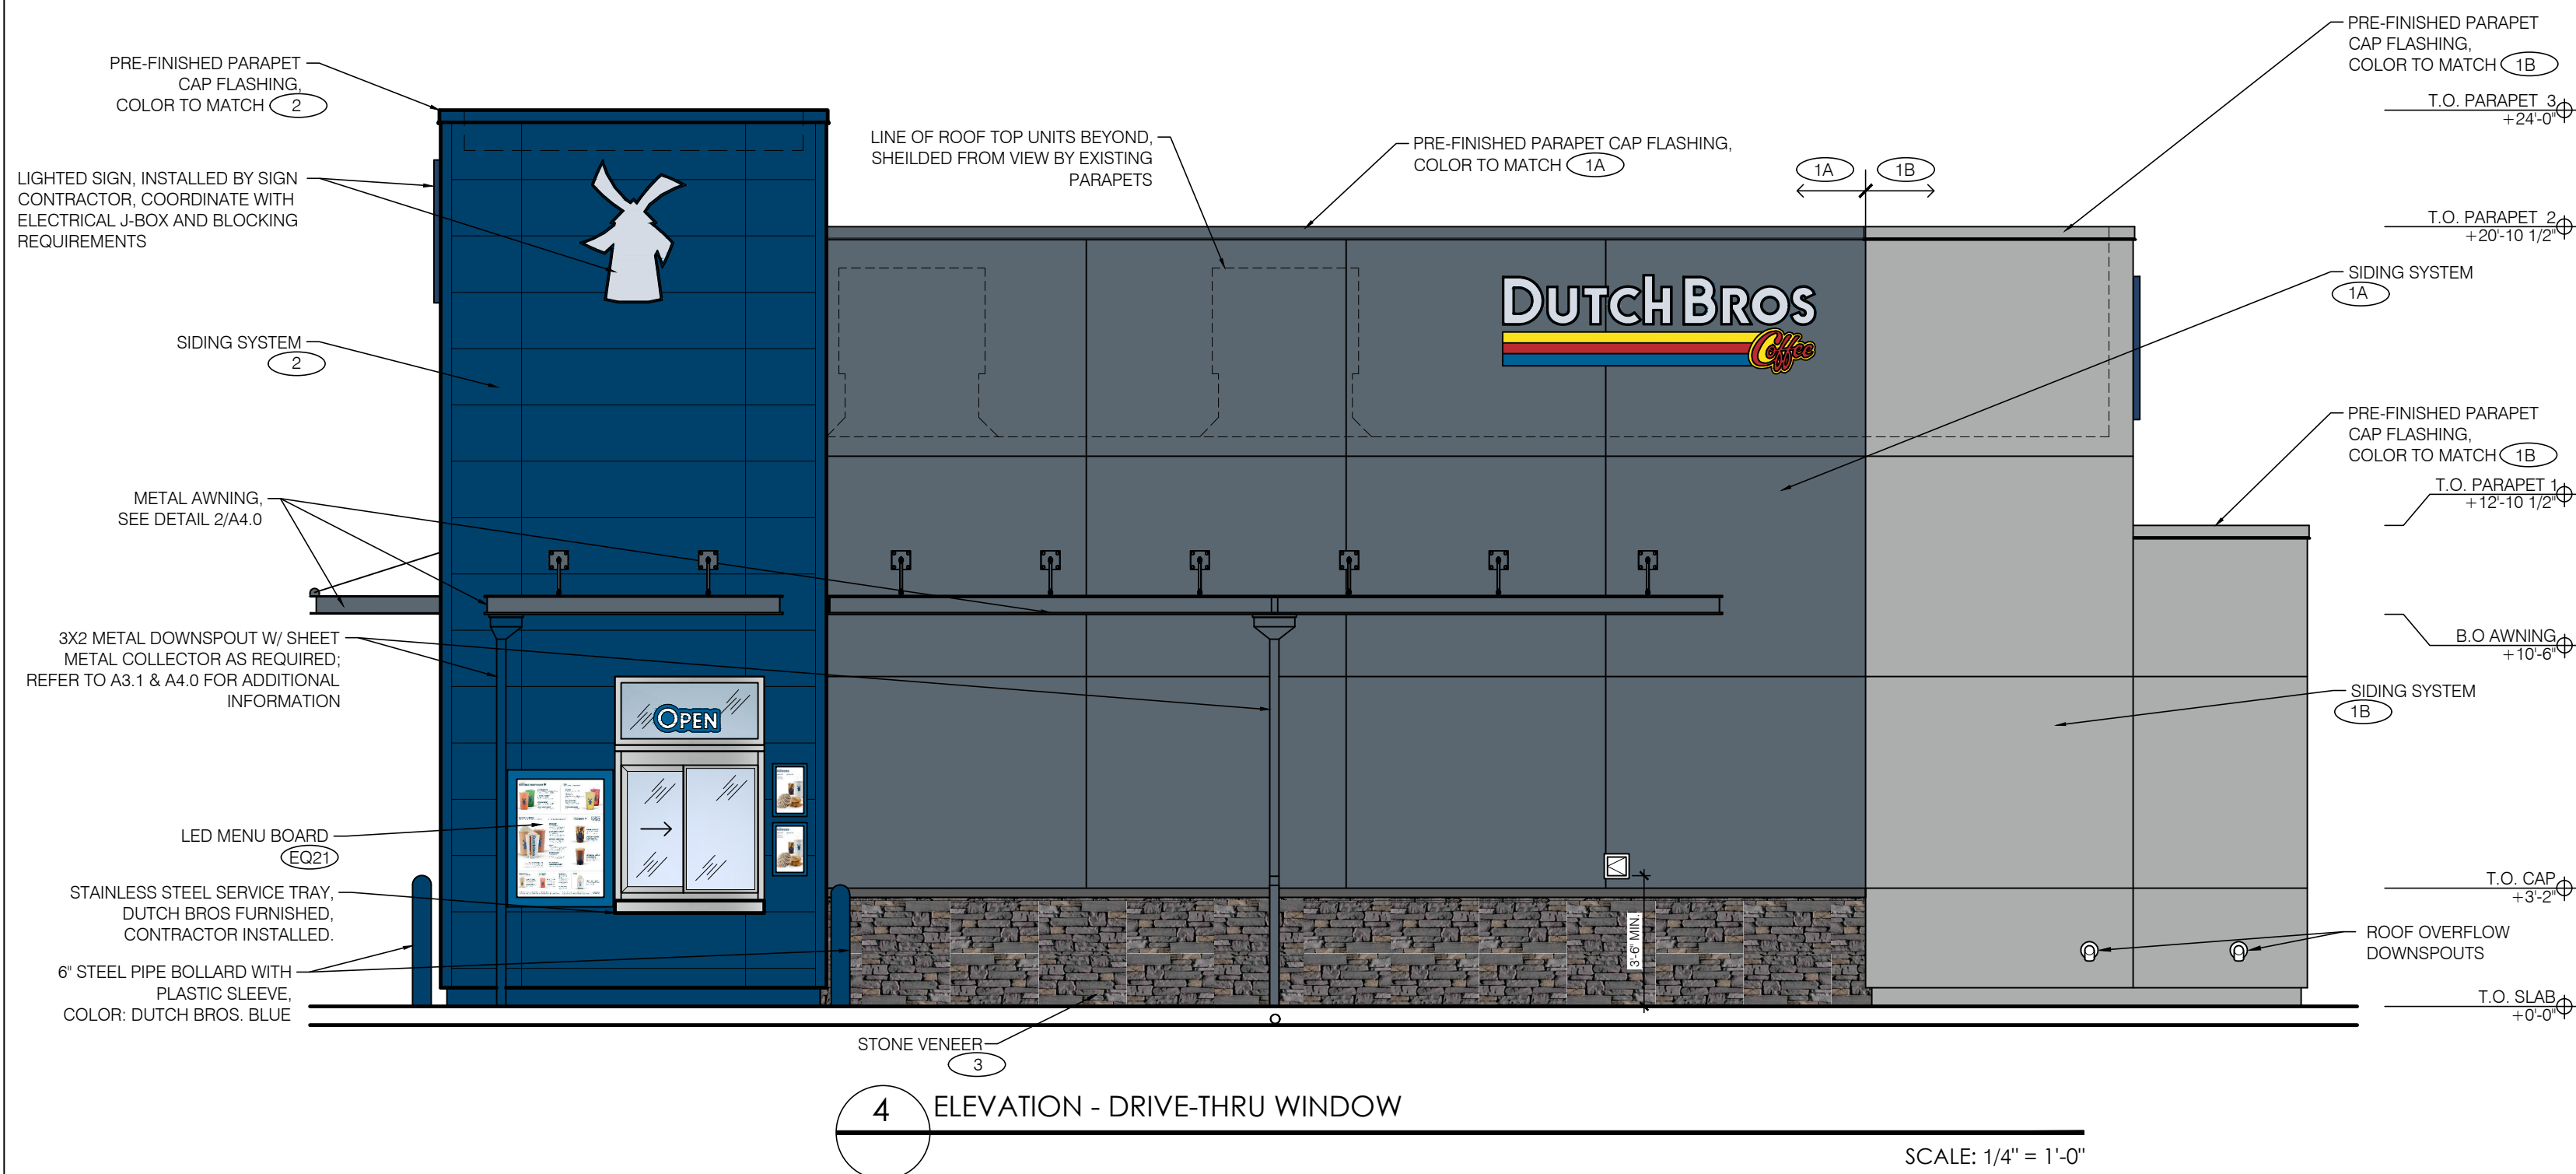 PRE-FINISHED PARAPET
CAP FLASHING,
COLOR TO MATCH 2
LIGHTED SIGN, INSTALLED BY SIGN
CONTRACTOR, COORDINATE WITH
ELECTRICAL J-BOX AND BLOCKING
REQUIREMENTS
SIDING SYSTEM
2
METAL AWNING,
SEE DETAIL 2/A4.0
3X2 METAL DOWNSPOUT W/ SHEET
METAL COLLECTOR AS REQUIRED;
REFER TO A3.1 & A4.0 FOR ADDITIONAL
INFORMATION
LED MENU BOARD
EQ21
STAINLESS STEEL SERVICE TRAY,
DUTCH BROS FURNISHED,
CONTRACTOR INSTALLED.
6" STEEL PIPE BOLLARD WITH
PLASTIC SLEEVE,
COLOR: DUTCH BROS. BLUE
OPEN
LINE OF ROOF TOP UNITS BEYOND,
SHEILDED FROM VIEW BY EXISTING
PARAPETS
PRE-FINISHED PARAPET CAP FLASHING,
COLOR TO MATCH 1A
1A 1B
DUTCH BROS
Coffee
3'-6" MIN.
STONE VENEER
3
PRE-FINISHED PARAPET
CAP FLASHING,
COLOR TO MATCH 1B
T.O. PARAPET 3
+24'-0"
T.O. PARAPET 2
+20'-10 1/2"
SIDING SYSTEM
1A
PRE-FINISHED PARAPET
CAP FLASHING,
COLOR TO MATCH 1B
T.O. PARAPET 1
+12'-10 1/2"
B.O AWNING
+10'-6"
SIDING SYSTEM
1B
T.O. CAP
+3'-2"
ROOF OVERFLOW
DOWNSPOUTS
T.O. SLAB
+0'-0"
4 ELEVATION - DRIVE-THRU WINDOW
SCALE: 1/4" = 1'-0"